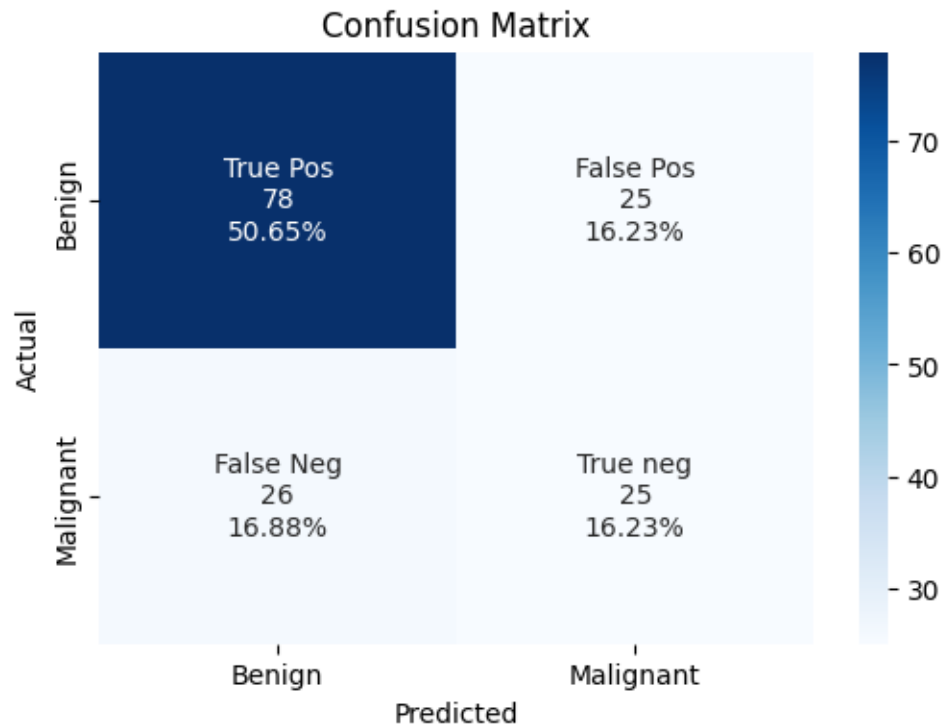 Confusion Matrix
Actual
Benign
True Pos
78
50.65%
False Pos
25
16.23%
Malignant
False Neg
26
16.88%
True neg
25
16.23%
Benign
Malignant
Predicted
70
60
50
40
30